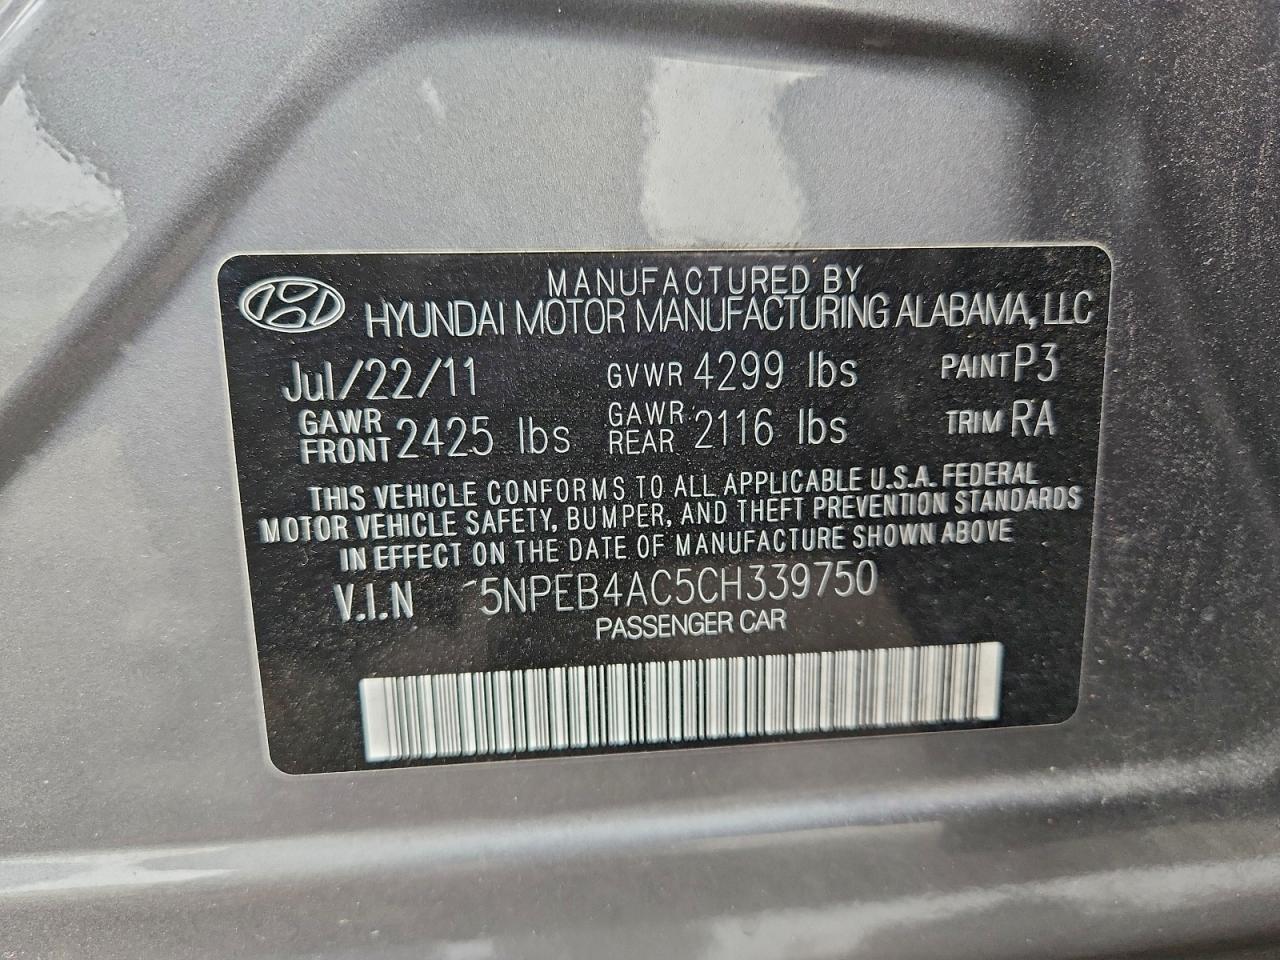 MANUFACTURED BY
HYUNDAI MOTOR MANUFACTURING ALABAMA, LLC
Jul/22/11 GVWR 4299 lbs PAINT P3
GAWR FRONT 2425 lbs GAWR REAR 2116 lbs TRIM RA
THIS VEHICLE CONFORMS TO ALL APPLICABLE U.S.A. FEDERAL
MOTOR VEHICLE SAFETY, BUMPER, AND THEFT PREVENTION STANDARDS
IN EFFECT ON THE DATE OF MANUFACTURE SHOWN ABOVE
V.I.N 5NPEB4AC5CH339750
PASSENGER CAR